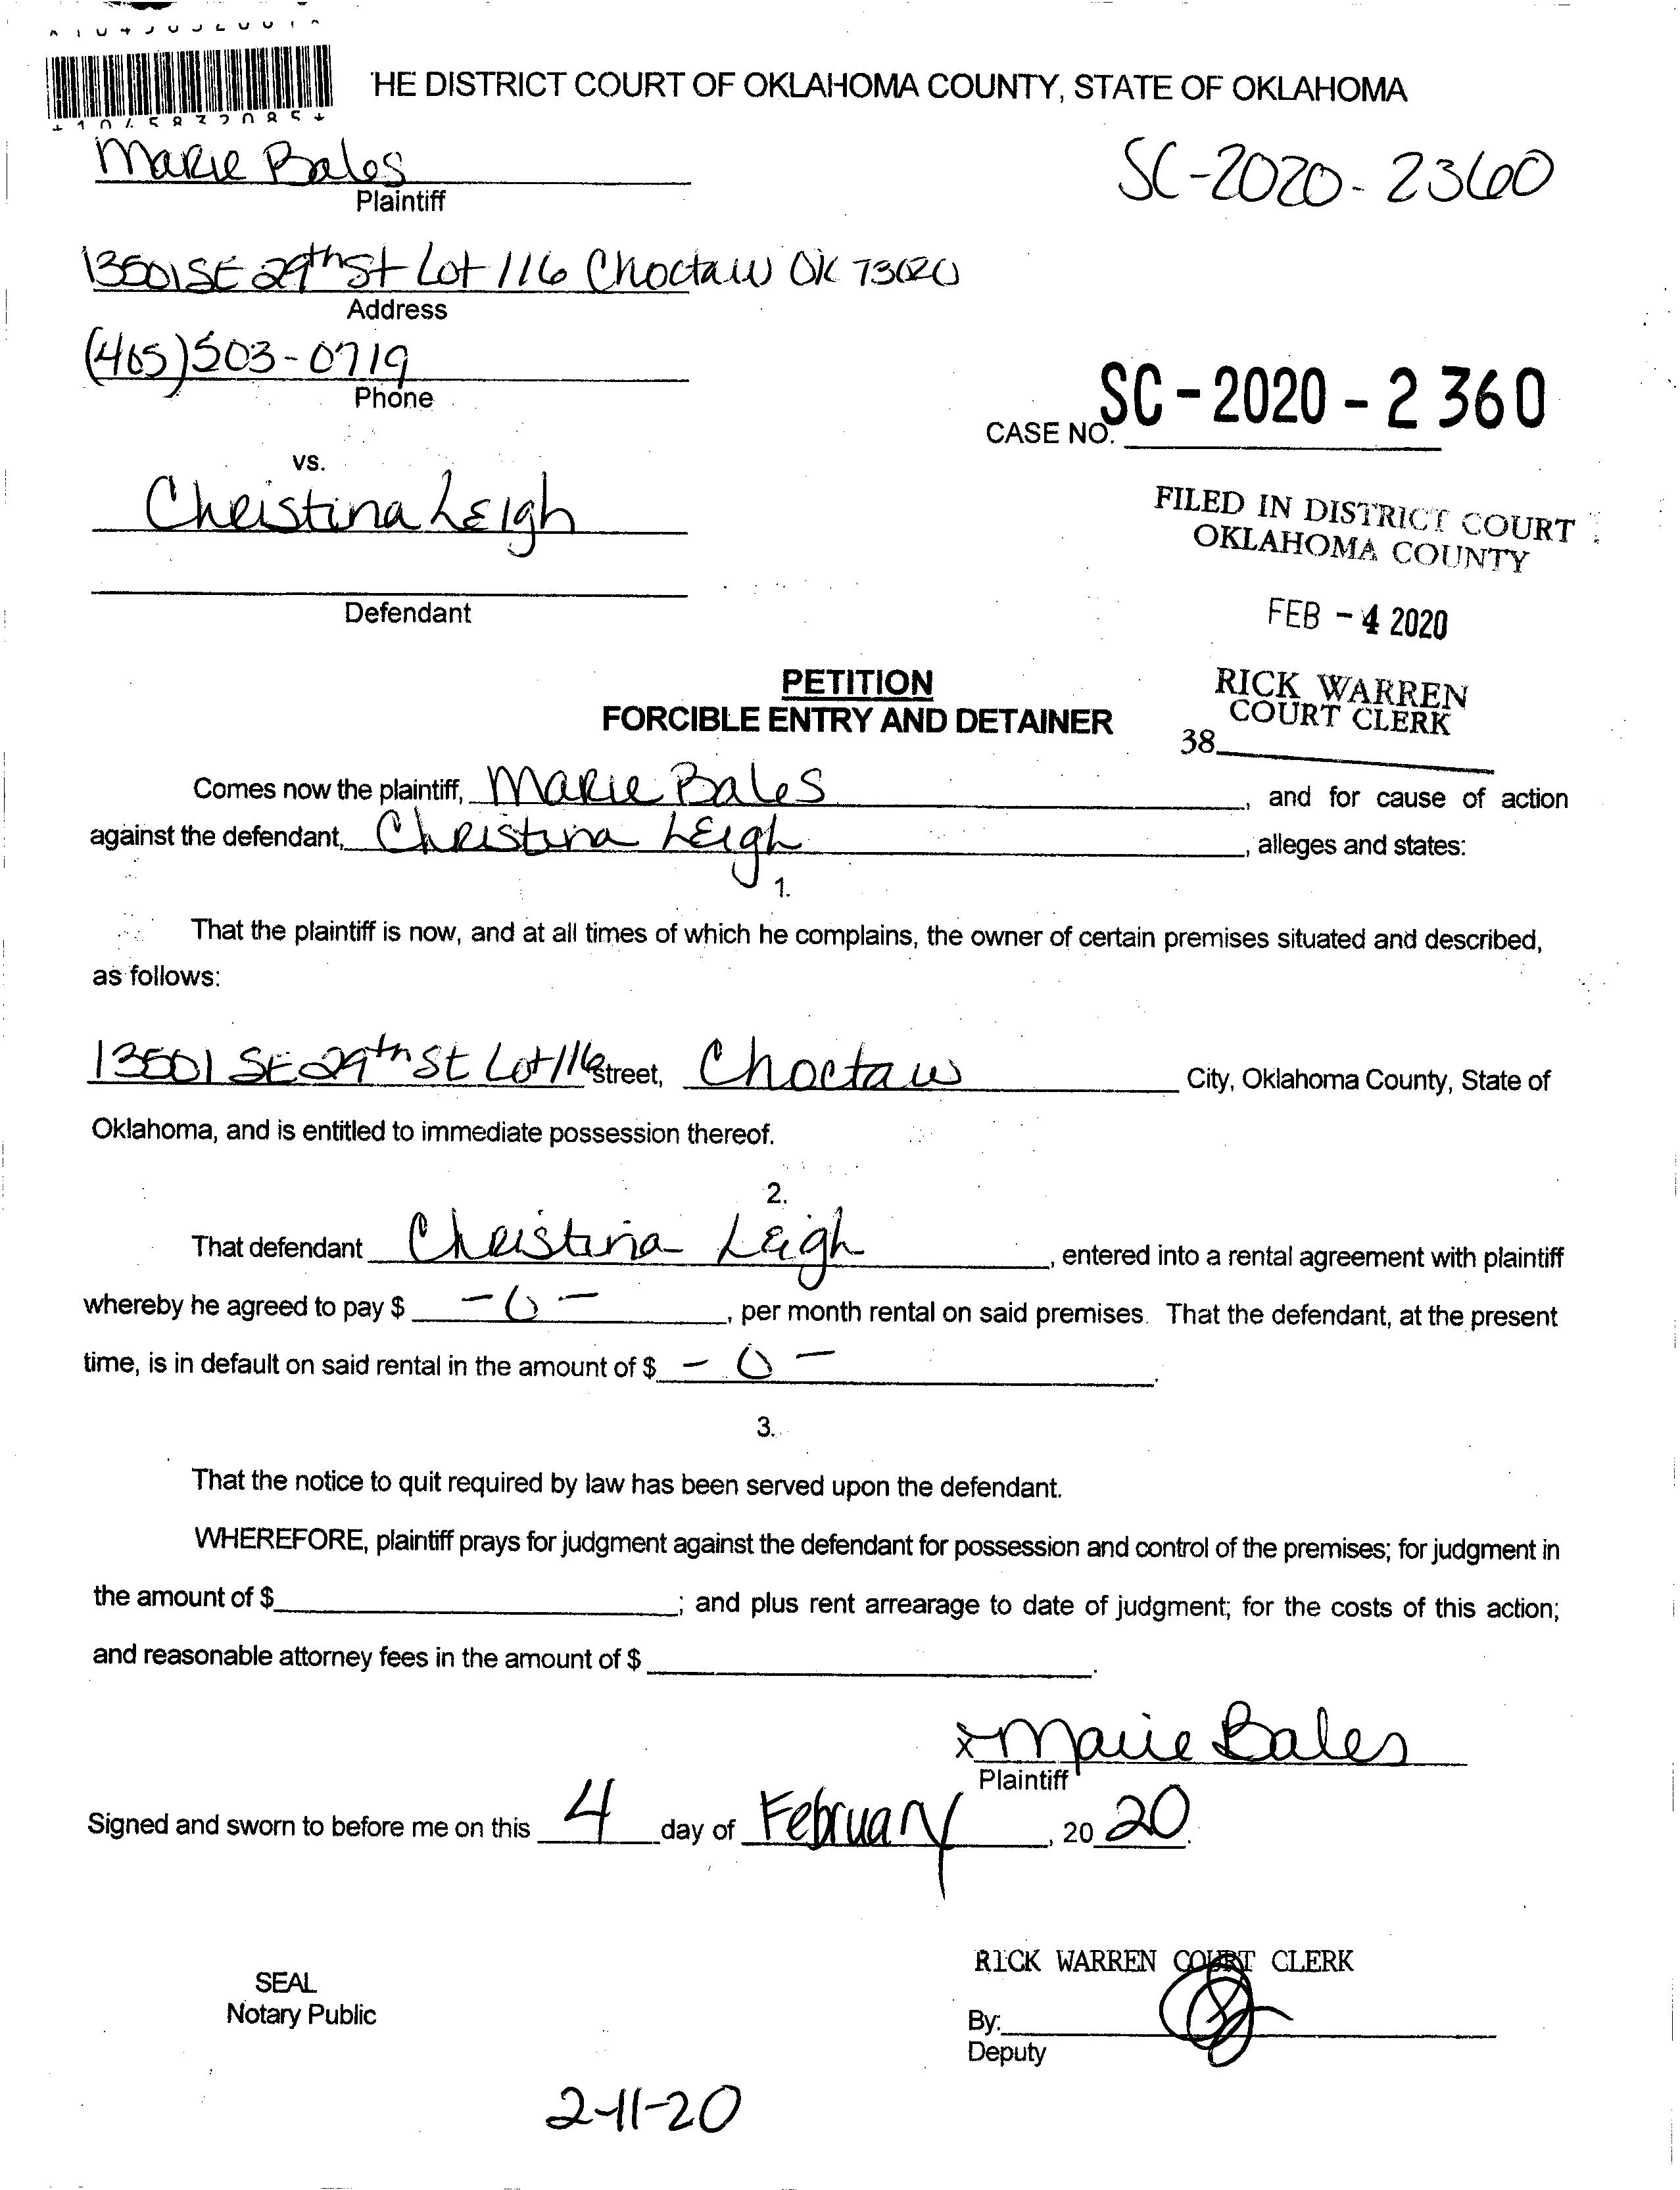 'HE DISTRICT COURT OF OKLAHOMA COUNTY, STATE OF OKLAHOMA
Marie Bales
Plaintiff
SC-2020-2360
13501 SE 29th St Lot 116 Choctaw OK 73020
Address
(405)503-0719
Phone
CASE NO. SC-2020-2360
vs.
Christina Leigh
FILED IN DISTRICT COURT
OKLAHOMA COUNTY
Defendant
FEB -4 2020
PETITION
FORCIBLE ENTRY AND DETAINER
RICK WARREN
COURT CLERK
38
Comes now the plaintiff, Marie Bales, and for cause of action
against the defendant, Christina Leigh, alleges and states:
1.
That the plaintiff is now, and at all times of which he complains, the owner of certain premises situated and described,
as follows:
13501 SE 29th St Lot 116 Street, Choctaw City, Oklahoma County, State of
Oklahoma, and is entitled to immediate possession thereof.
2.
That defendant Christina Leigh, entered into a rental agreement with plaintiff
whereby he agreed to pay $ -0-, per month rental on said premises. That the defendant, at the present
time, is in default on said rental in the amount of $ -0-.
3.
That the notice to quit required by law has been served upon the defendant.
WHEREFORE, plaintiff prays for judgment against the defendant for possession and control of the premises; for judgment in
the amount of $ ; and plus rent arrearage to date of judgment; for the costs of this action;
and reasonable attorney fees in the amount of $ .
x Marie Bales
Plaintiff
Signed and sworn to before me on this 4 day of February, 20 20.
RICK WARREN COURT CLERK
SEAL
Notary Public
By:
Deputy
2-11-20